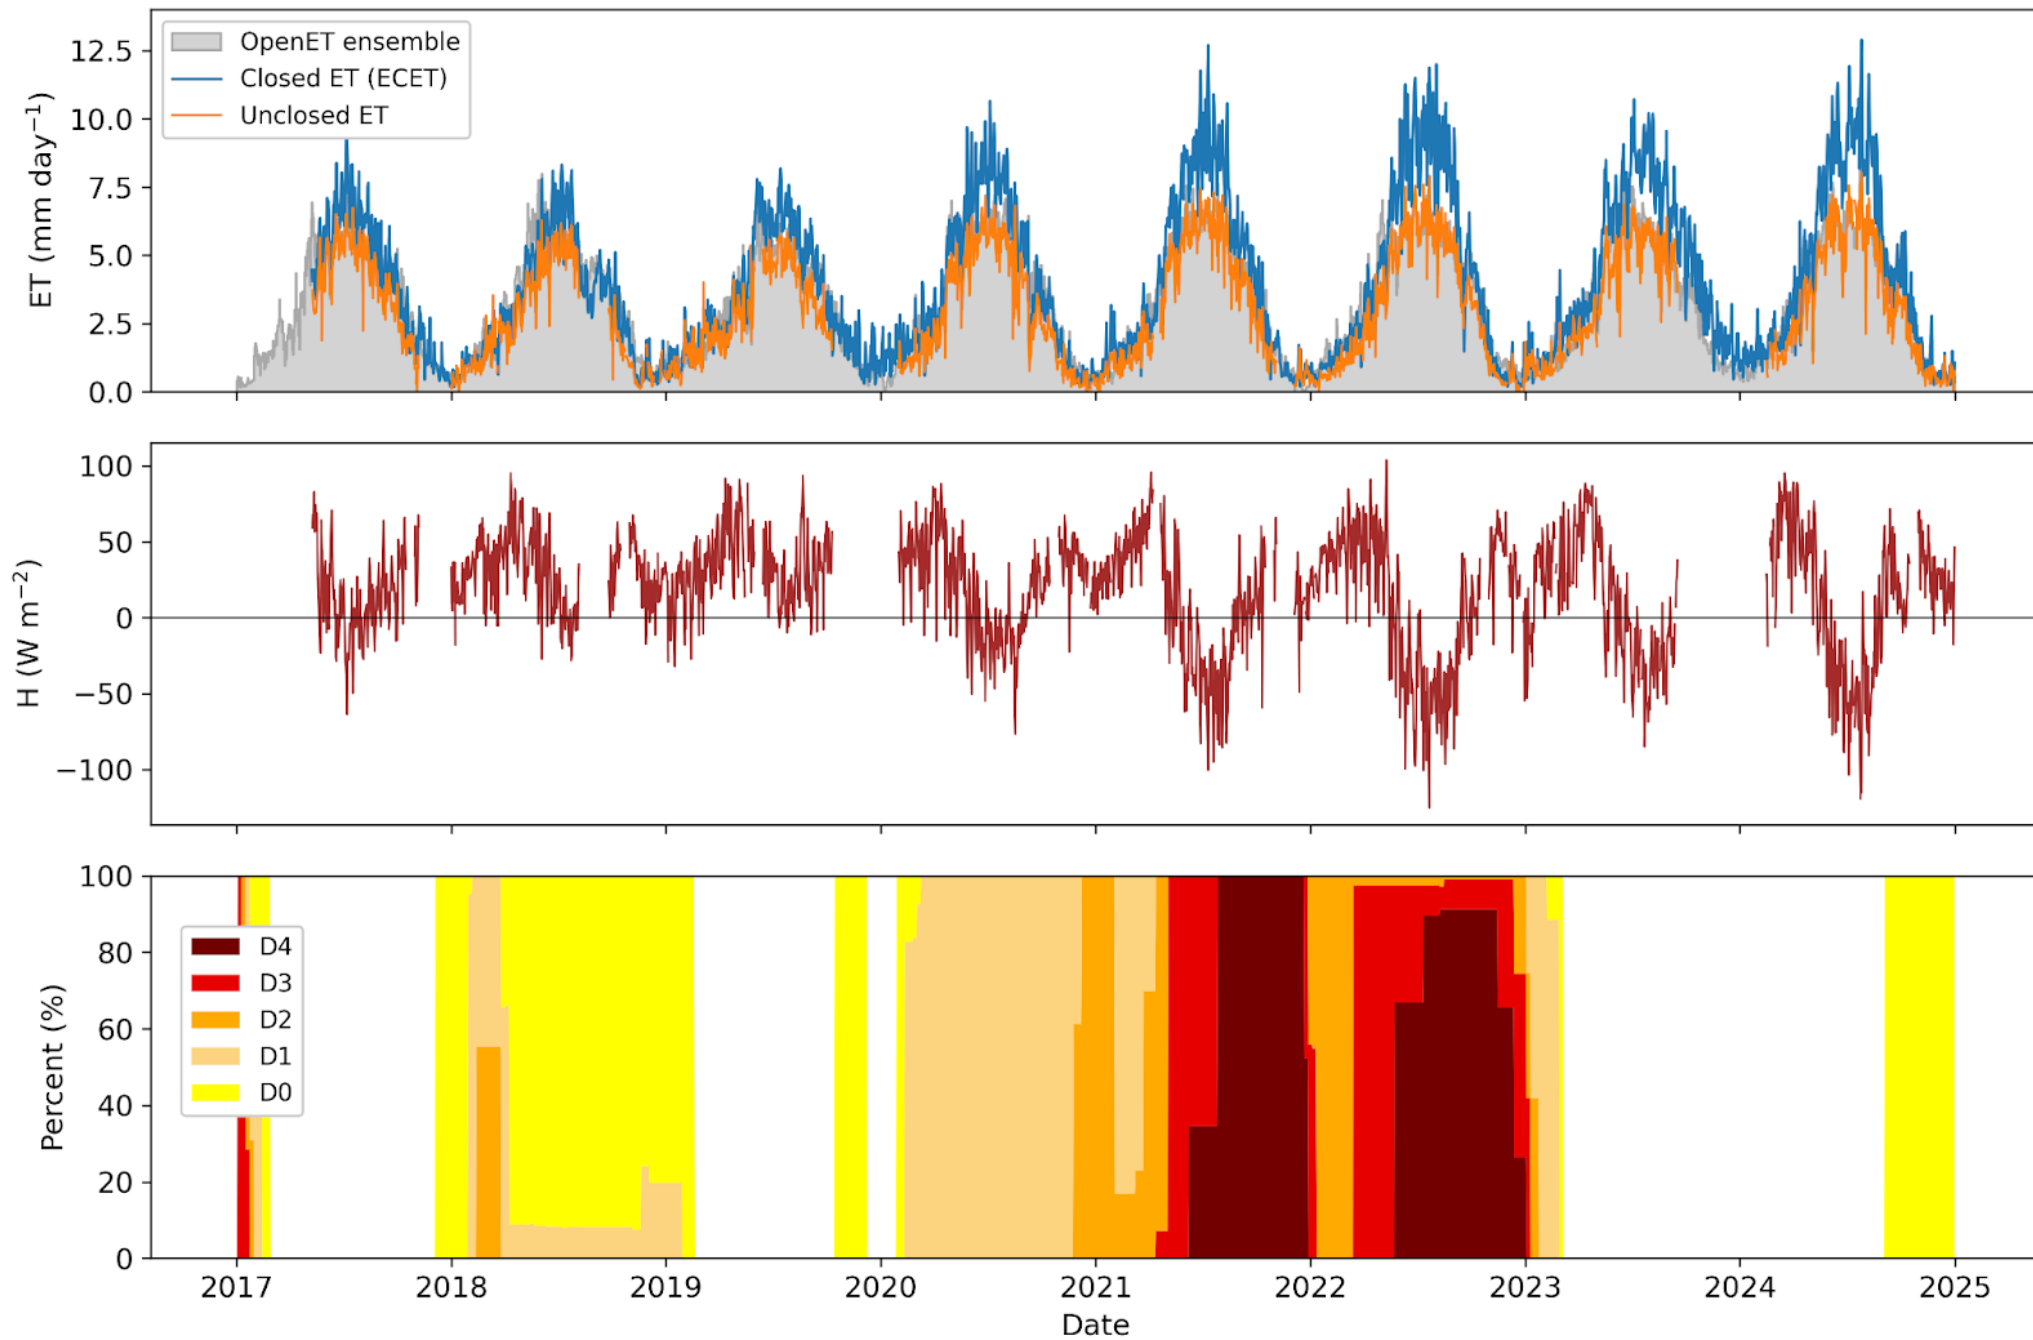 OpenET ensemble
Closed ET (ECET)
Unclosed ET
ET (mm day⁻¹)
12.5
10.0
7.5
5.0
2.5
0.0
H (W m⁻²)
100
50
0
−50
−100
Percent (%)
100
80
60
40
20
0
D4
D3
D2
D1
D0
2017 2018 2019 2020 2021 2022 2023 2024 2025
Date